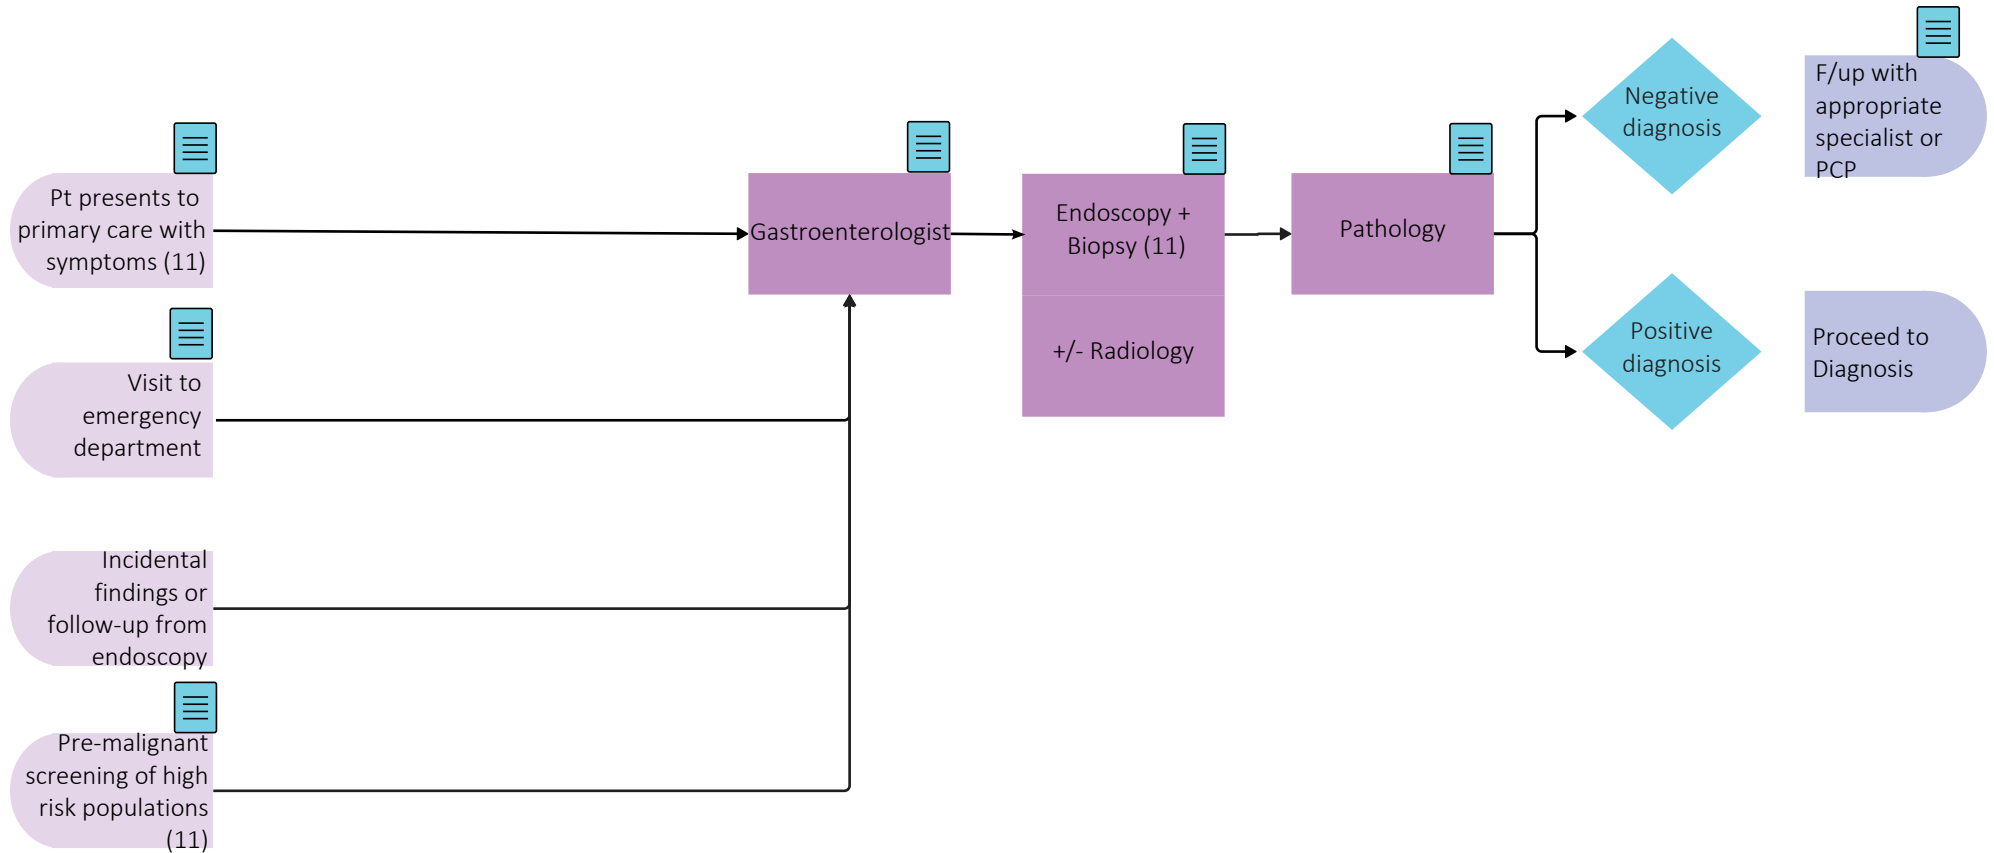 Pt presents to
primary care with
symptoms (11)
Visit to
emergency
department
Incidental
findings or
follow-up from
endoscopy
Pre-malignant
screening of high
risk populations
(11)
Gastroenterologist
Endoscopy +
Biopsy (11)
+/- Radiology
Pathology
Negative
diagnosis
F/up with
appropriate
specialist or
PCP
Positive
diagnosis
Proceed to
Diagnosis